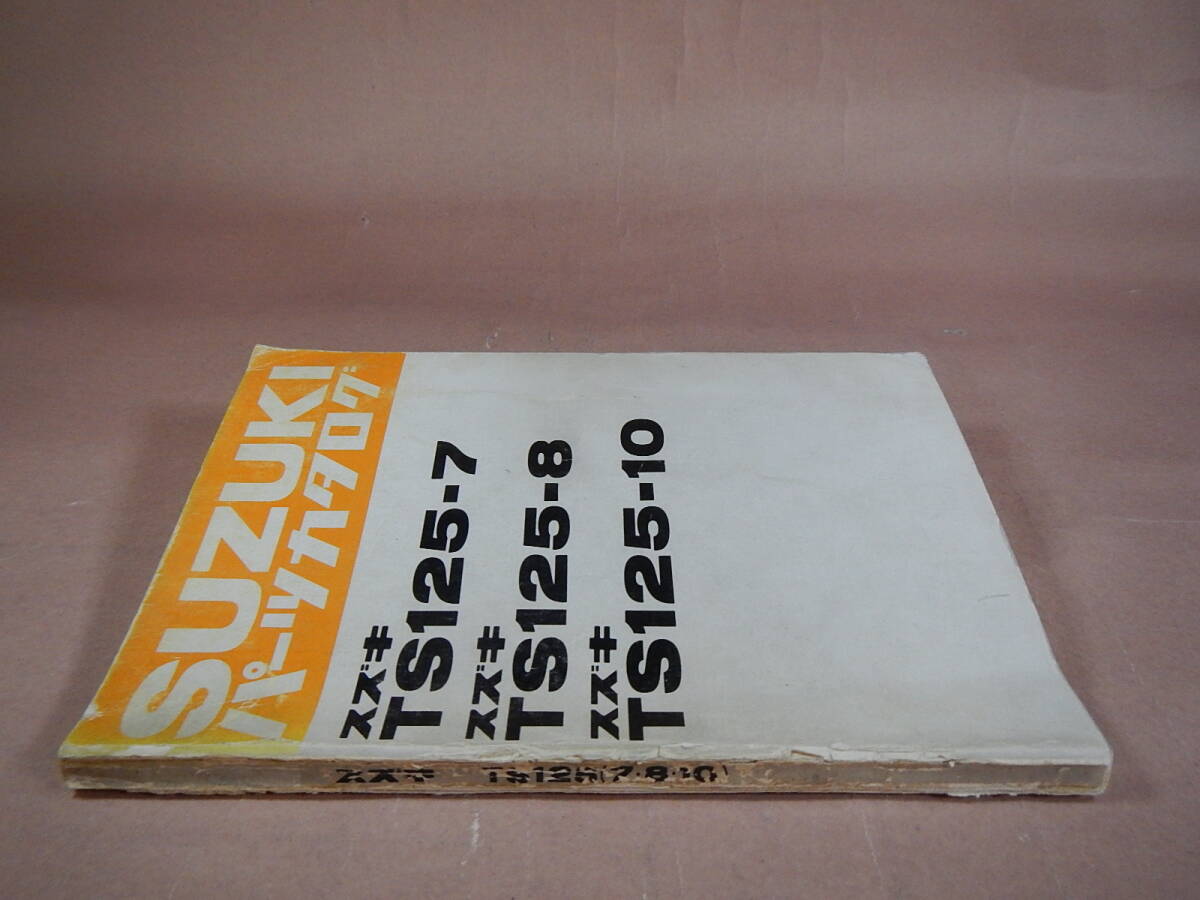 SUZUKI
パーツカタログ
スズキ
TS125-7
スズキ
TS125-8
スズキ
TS125-10
スズキ TS125(7·8·10)